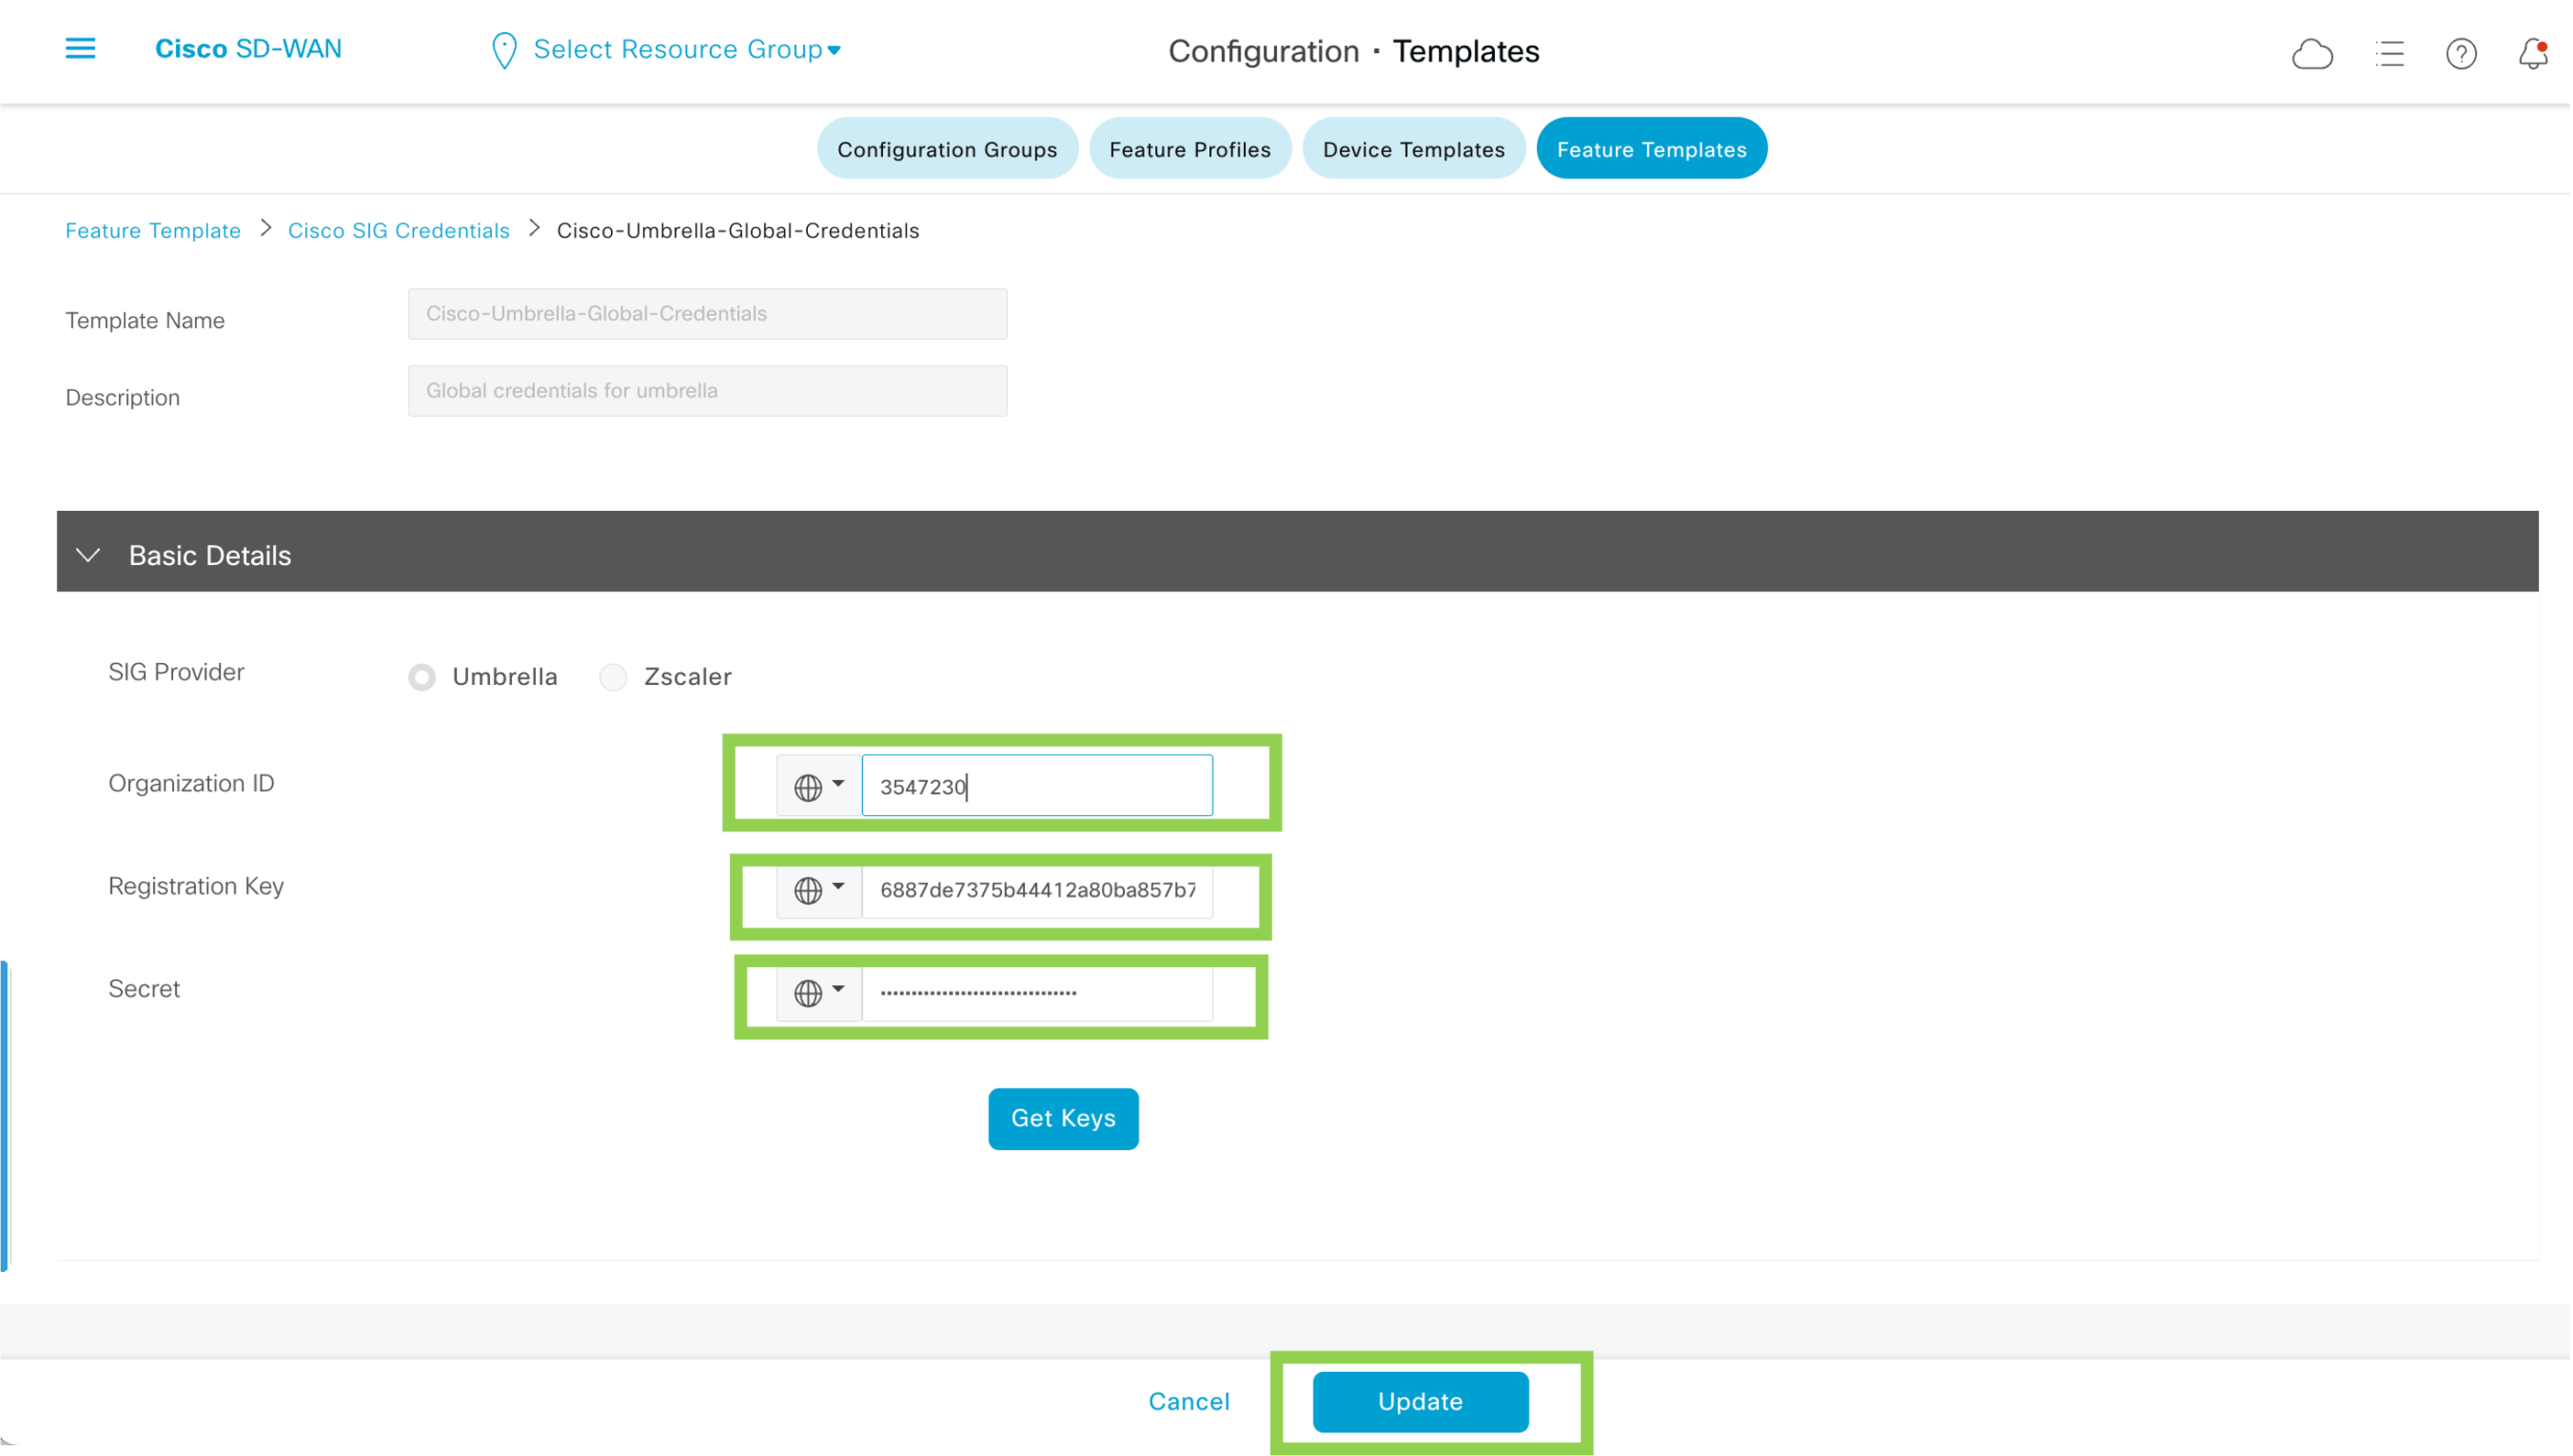 Cisco SD-WAN
Select Resource Group
Configuration · Templates
Configuration Groups
Feature Profiles
Device Templates
Feature Templates
Feature Template > Cisco SIG Credentials > Cisco-Umbrella-Global-Credentials
Template Name
Cisco-Umbrella-Global-Credentials
Description
Global credentials for umbrella
Basic Details
SIG Provider
Umbrella
Zscaler
Organization ID
3547230
Registration Key
6887de7375b44412a80ba857b7
Secret
Get Keys
Cancel
Update